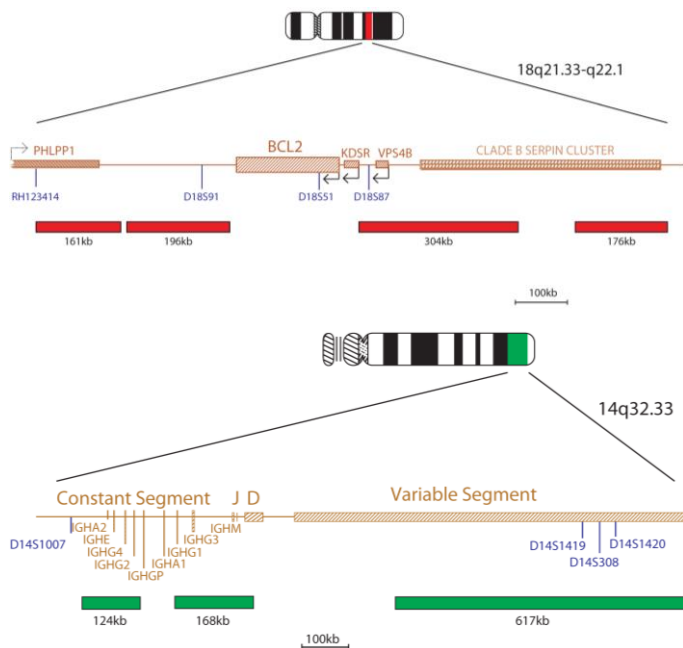 18q21.33-q22.1
PHLPP1
BCL2
KDSR
VPS4B
CLADE B SERPIN CLUSTER
RH123414
D18S91
D18S51
D18S87
161kb
196kb
304kb
176kb
100kb
14q32.33
Constant Segment
J
D
Variable Segment
D14S1007
IGHA2
IGHE
IGHG4
IGHG2
IGHGP
IGHA1
IGHG1
IGHG3
IGHM
D14S1419
D14S1420
D14S308
124kb
168kb
617kb
100kb